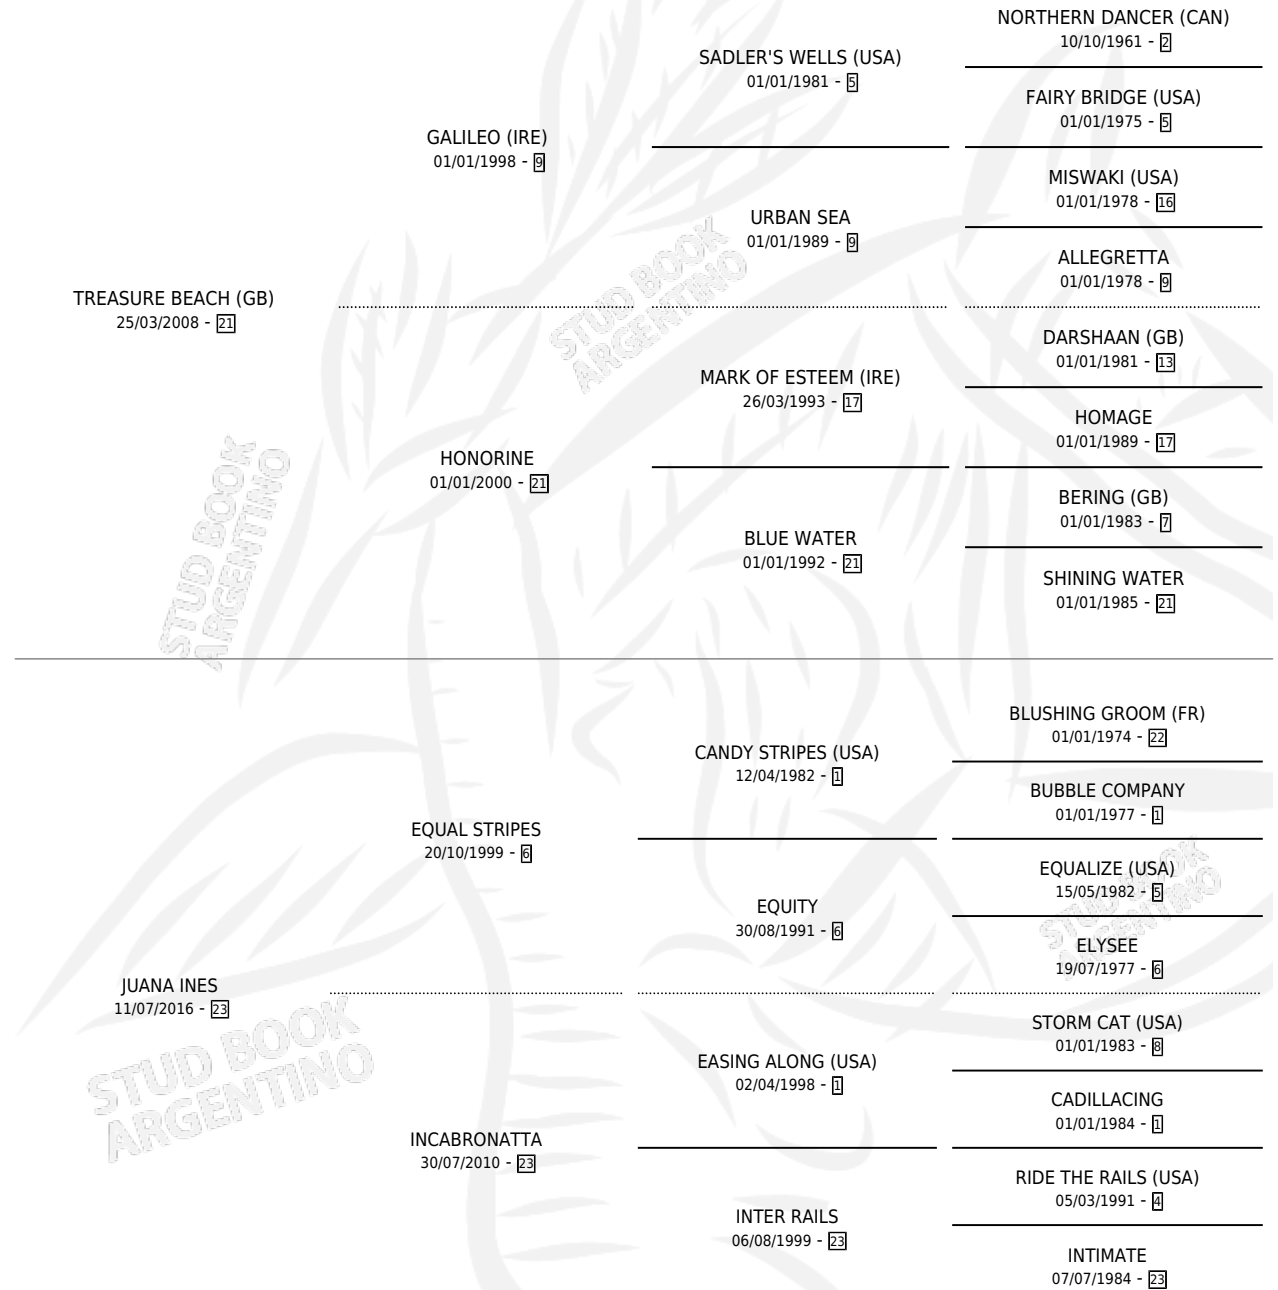 NORTHERN DANCER (CAN)
10/10/1961 - 2
SADLER'S WELLS (USA)
01/01/1981 - 5
FAIRY BRIDGE (USA)
01/01/1975 - 5
GALILEO (IRE)
01/01/1998 - 9
MISWAKI (USA)
01/01/1978 - 16
URBAN SEA
01/01/1989 - 9
ALLEGRETTA
01/01/1978 - 9
TREASURE BEACH (GB)
25/03/2008 - 21
STUD BOOK
ARGENTINO
DARSHAAN (GB)
01/01/1981 - 13
MARK OF ESTEEM (IRE)
26/03/1993 - 17
HOMAGE
01/01/1989 - 17
HONORINE
01/01/2000 - 21
BERING (GB)
01/01/1983 - 7
BLUE WATER
01/01/1992 - 21
SHINING WATER
01/01/1985 - 21
STUD BOOK
ARGENTINO
BLUSHING GROOM (FR)
01/01/1974 - 22
CANDY STRIPES (USA)
12/04/1982 - 1
BUBBLE COMPANY
01/01/1977 - 1
EQUAL STRIPES
20/10/1999 - 6
EQUALIZE (USA)
15/05/1982 - 5
EQUITY
30/08/1991 - 6
STUD BOOK
ARGENTINO
ELYSEE
19/07/1977 - 6
JUANA INES
11/07/2016 - 23
STUD BOOK
ARGENTINO
STORM CAT (USA)
01/01/1983 - 8
EASING ALONG (USA)
02/04/1998 - 1
CADILLACING
01/01/1984 - 1
INCABRONATTA
30/07/2010 - 23
RIDE THE RAILS (USA)
05/03/1991 - 4
INTER RAILS
06/08/1999 - 23
INTIMATE
07/07/1984 - 23